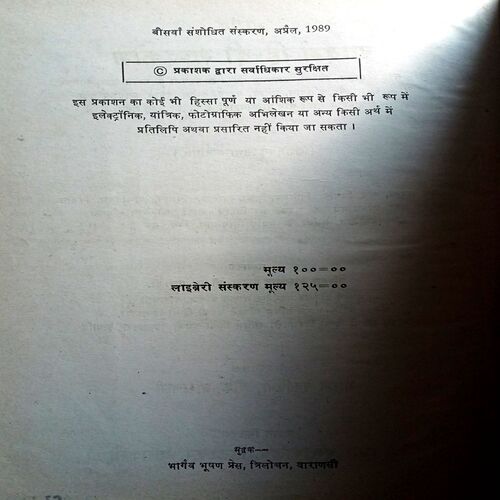 बीसवाँ संशोधित संस्करण, अप्रैल, 1989
© प्रकाशक द्वारा सर्वाधिकार सुरक्षित
इस प्रकाशन का कोई भी हिस्सा पूर्ण या आंशिक रूप से किसी भी रूप में
इलेक्ट्रॉनिक, यांत्रिक, फोटोग्राफिक अभिलेखन या अन्य किसी अर्थ में
प्रतिलिपि अथवा प्रसारित नहीं किया जा सकता ।
मूल्य १००=००
लाइब्रेरी संस्करण मूल्य १२५=००
मुद्रक--
भार्गव भूषण प्रेस, त्रिलोचन, वाराणसी